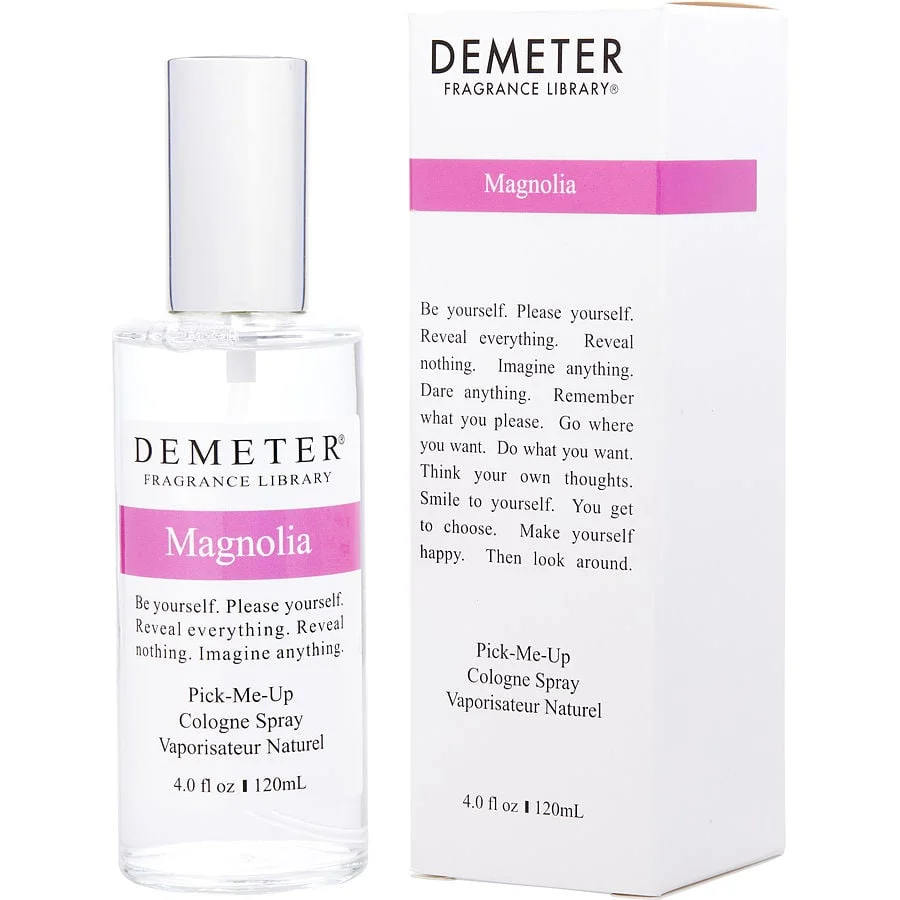 DEMETER®
FRAGRANCE LIBRARY
Magnolia
Be yourself. Please yourself.
Reveal everything. Reveal
nothing. Imagine anything.
Pick-Me-Up
Cologne Spray
Vaporisateur Naturel
4.0 fl oz ❙ 120mL
DEMETER
FRAGRANCE LIBRARY®
Magnolia
Be yourself. Please yourself.
Reveal everything. Reveal
nothing. Imagine anything.
Dare anything. Remember
what you please. Go where
you want. Do what you want.
Think your own thoughts.
Smile to yourself. You get
to choose. Make yourself
happy. Then look around.
Pick-Me-Up
Cologne Spray
Vaporisateur Naturel
4.0 fl oz ❙ 120mL